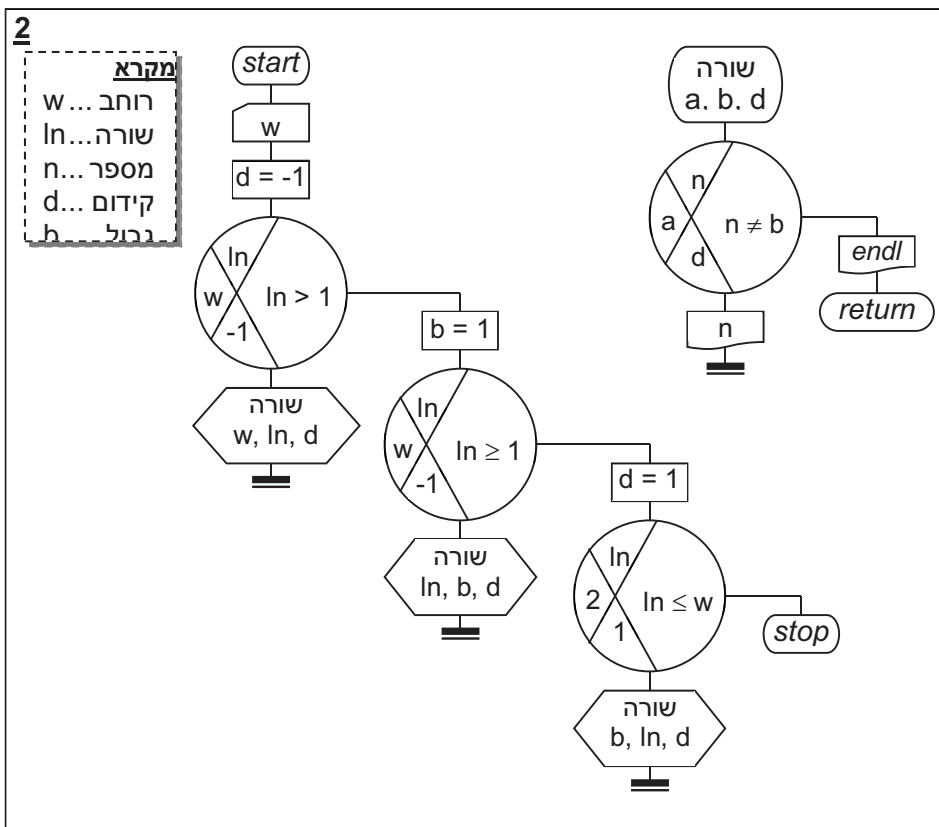 2
מקרא
w ... רוחב
ln...שורה
n...מספר
d... קידום
b ..... גבול
start
w
d = -1
ln
w
-1
ln > 1
שורה
w, ln, d
b = 1
ln
w
-1
ln ≥ 1
שורה
ln, b, d
d = 1
ln
2
1
ln ≤ w
stop
שורה
b, ln, d
שורה
a, b, d
n
a
d
n ≠ b
endl
return
n